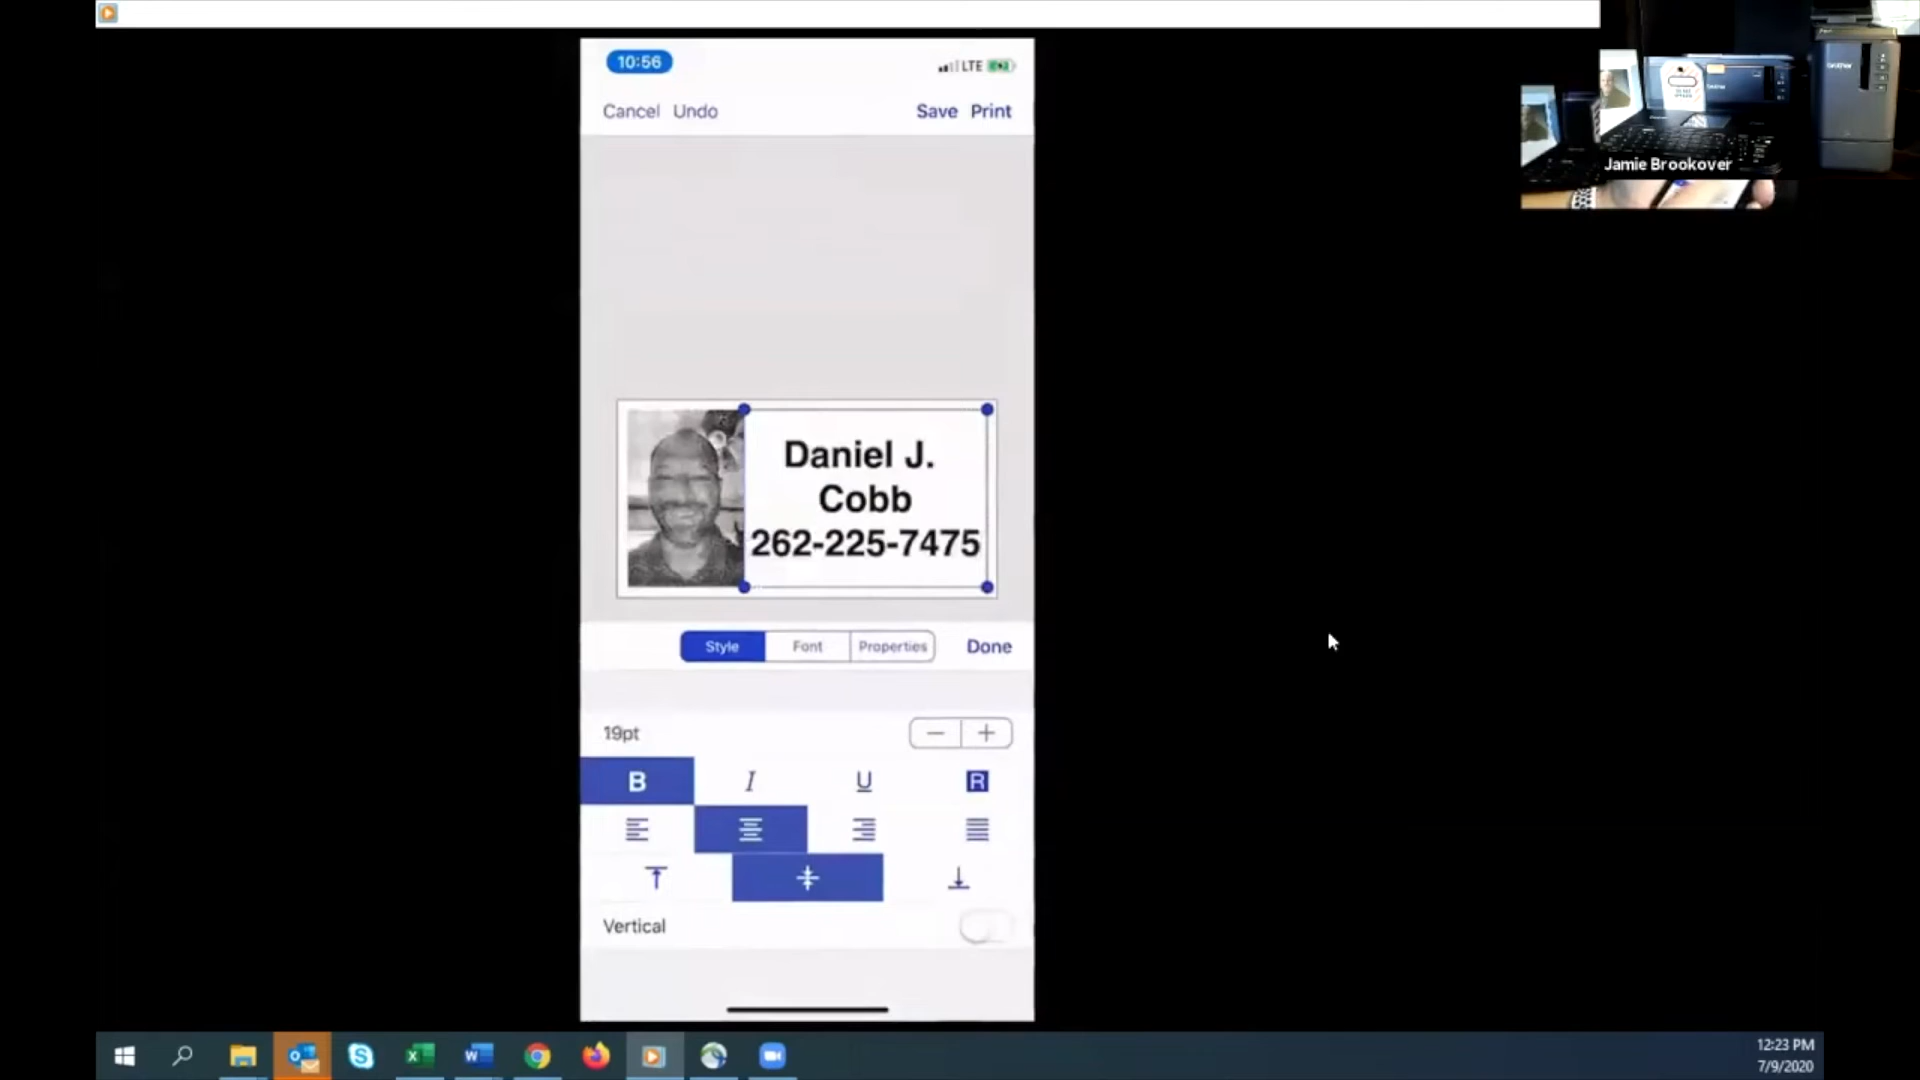 10:56
LTE
Cancel Undo
Save Print
Daniel J.
Cobb
262-225-7475
Style Font Properties Done
19pt
B I U R
Vertical
Jamie Brookover
brother
12:23 PM
7/9/2020